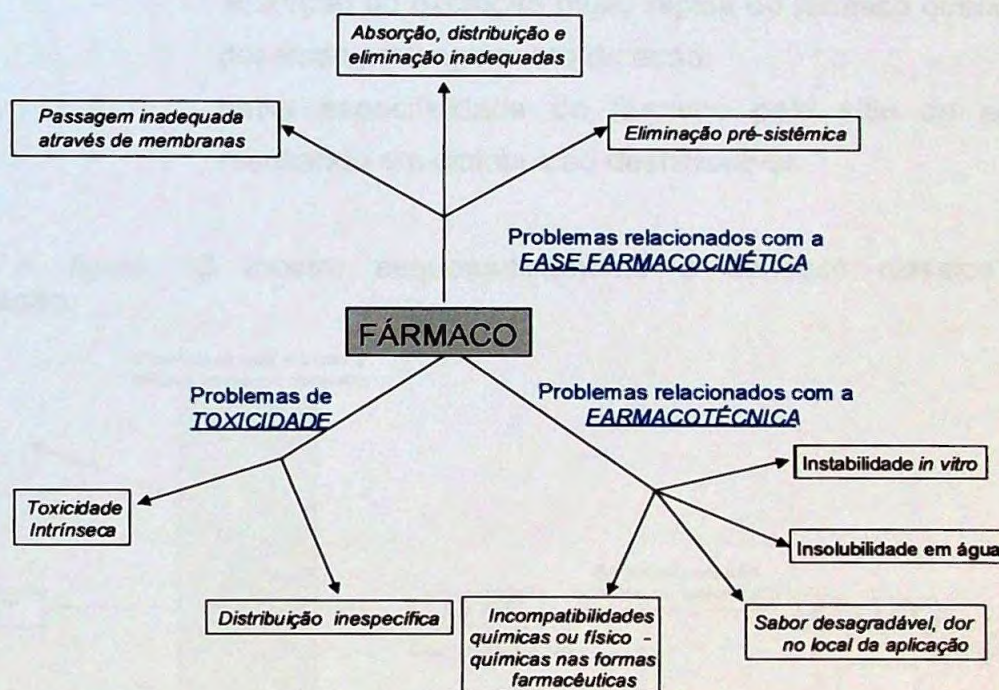 Absorção, distribuição e
eliminação inadequadas
Passagem inadequada
através de membranas
Eliminação pré-sistêmica
Problemas relacionados com a
FASE FARMACOCINÉTICA
FÁRMACO
Problemas de
TOXICIDADE
Problemas relacionados com a
FARMACOTÉCNICA
Instabilidade in vitro
Toxicidade
Intrínseca
Insolubilidade em água
Distribuição inespecífica
Incompatibilidades
químicas ou físico -
químicas nas formas
farmacêuticas
Sabor desagradável, dor
no local da aplicação